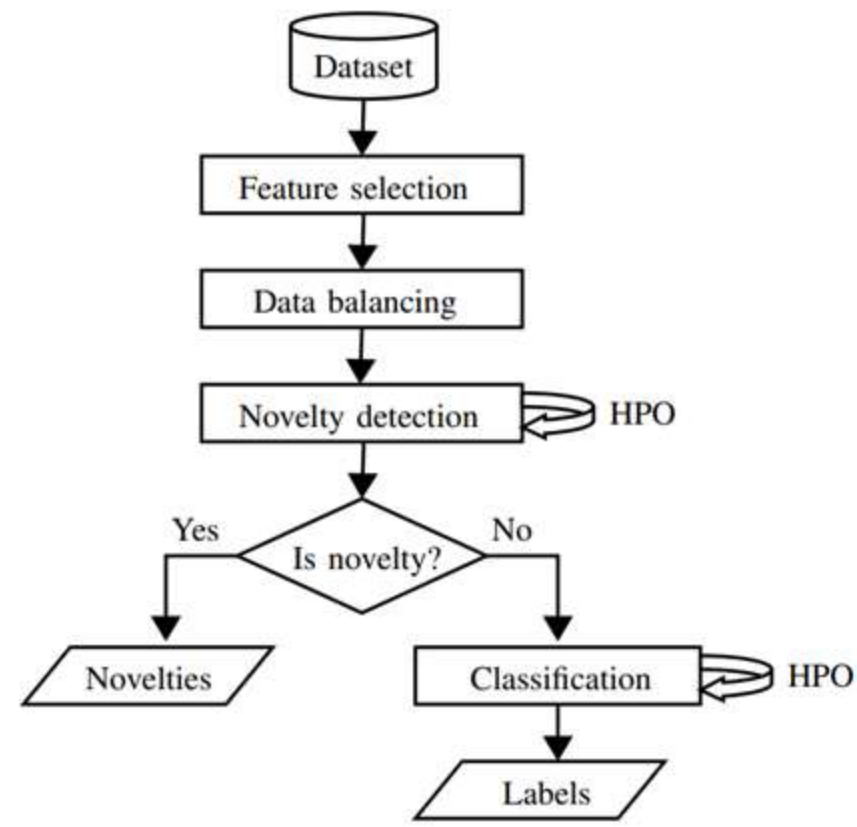 Dataset
Feature selection
Data balancing
Novelty detection
HPO
Yes
No
Is novelty?
Novelties
Classification
HPO
Labels